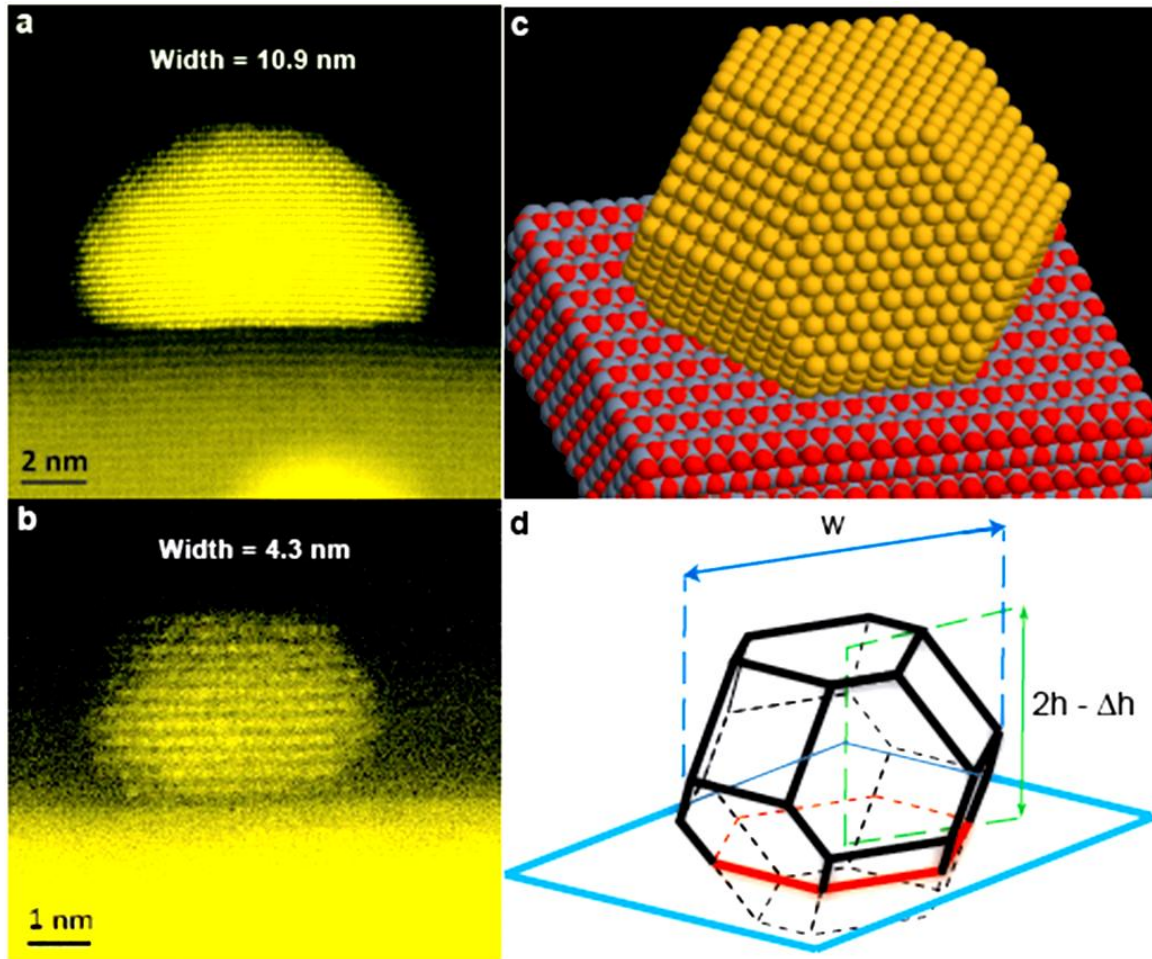 a
Width = 10.9 nm
2 nm
b
Width = 4.3 nm
1 nm
c
d
w
2h - Δh